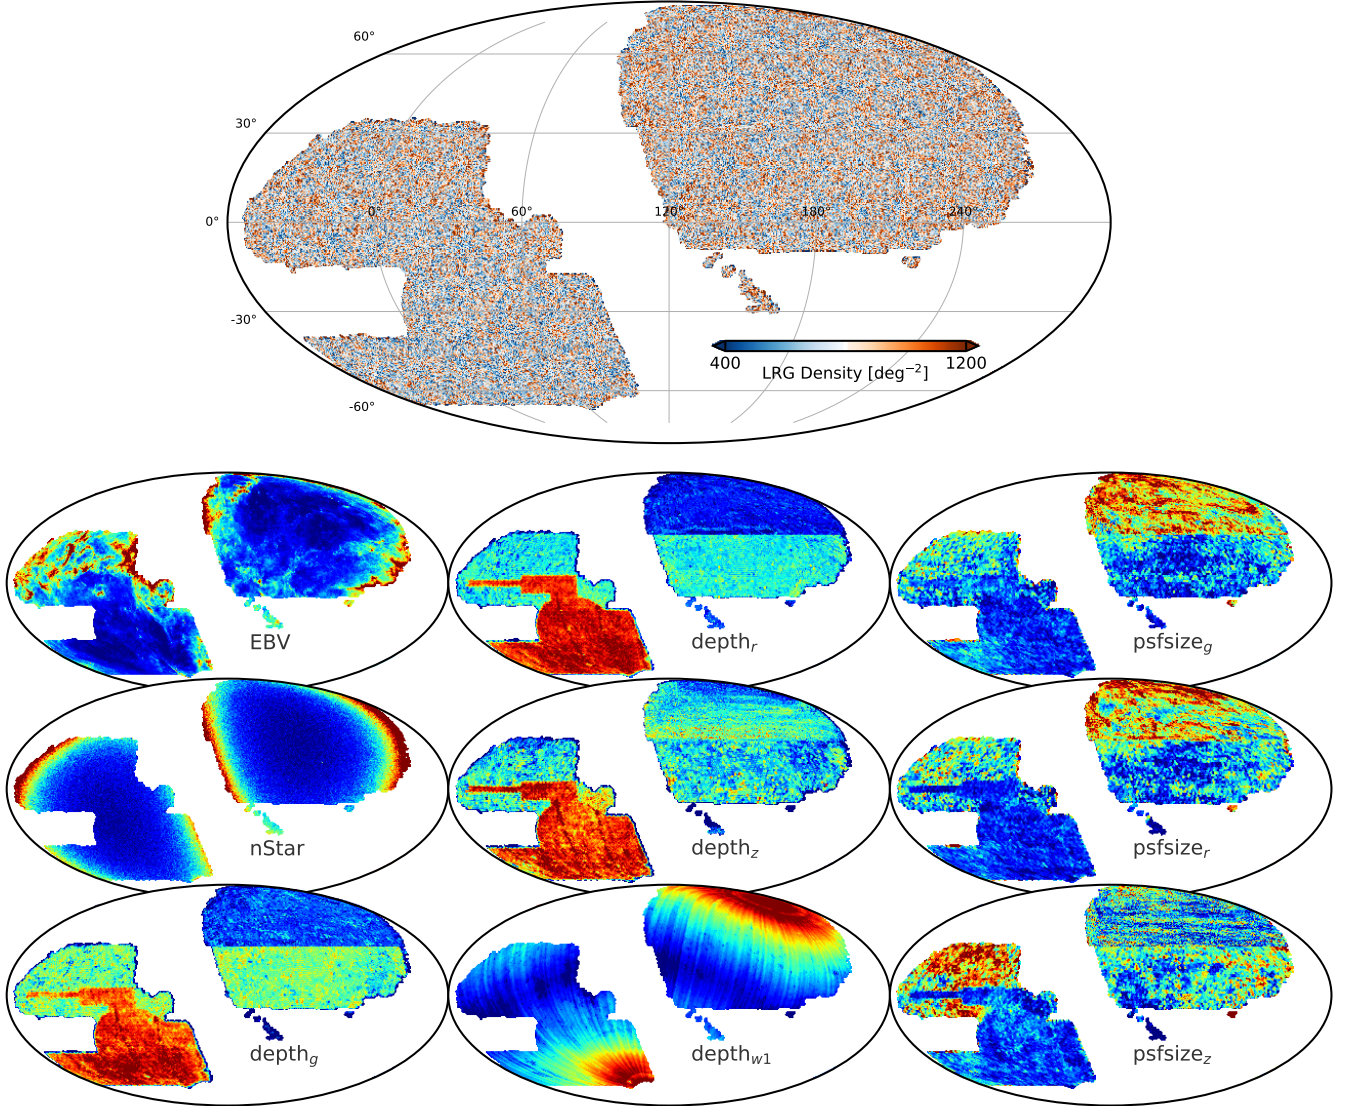 60°
30°
0°
0°
60°
120°
180°
240°
-30°
-60°
400
1200
LRG Density [deg⁻²]
EBV
depth_r
psfsize_g
nStar
depth_z
psfsize_r
depth_g
depth_w1
psfsize_z